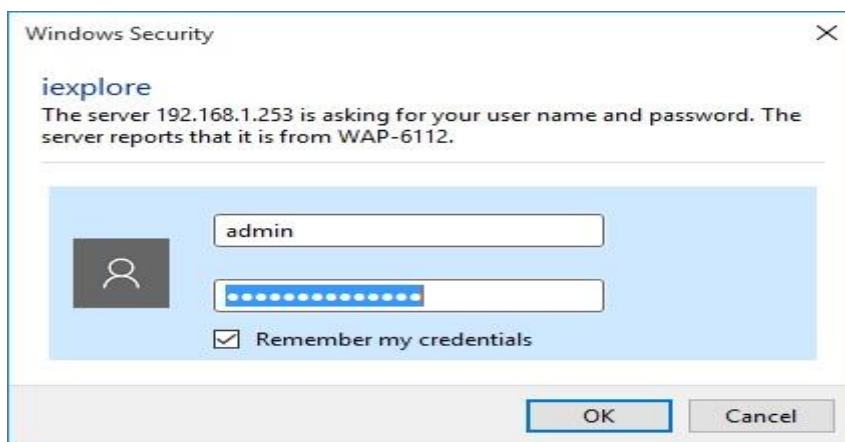 Windows Security
iexplore
The server 192.168.1.253 is asking for your user name and password. The
server reports that it is from WAP-6112.
admin
●●●●●●●●●●●●●●
Remember my credentials
OK
Cancel